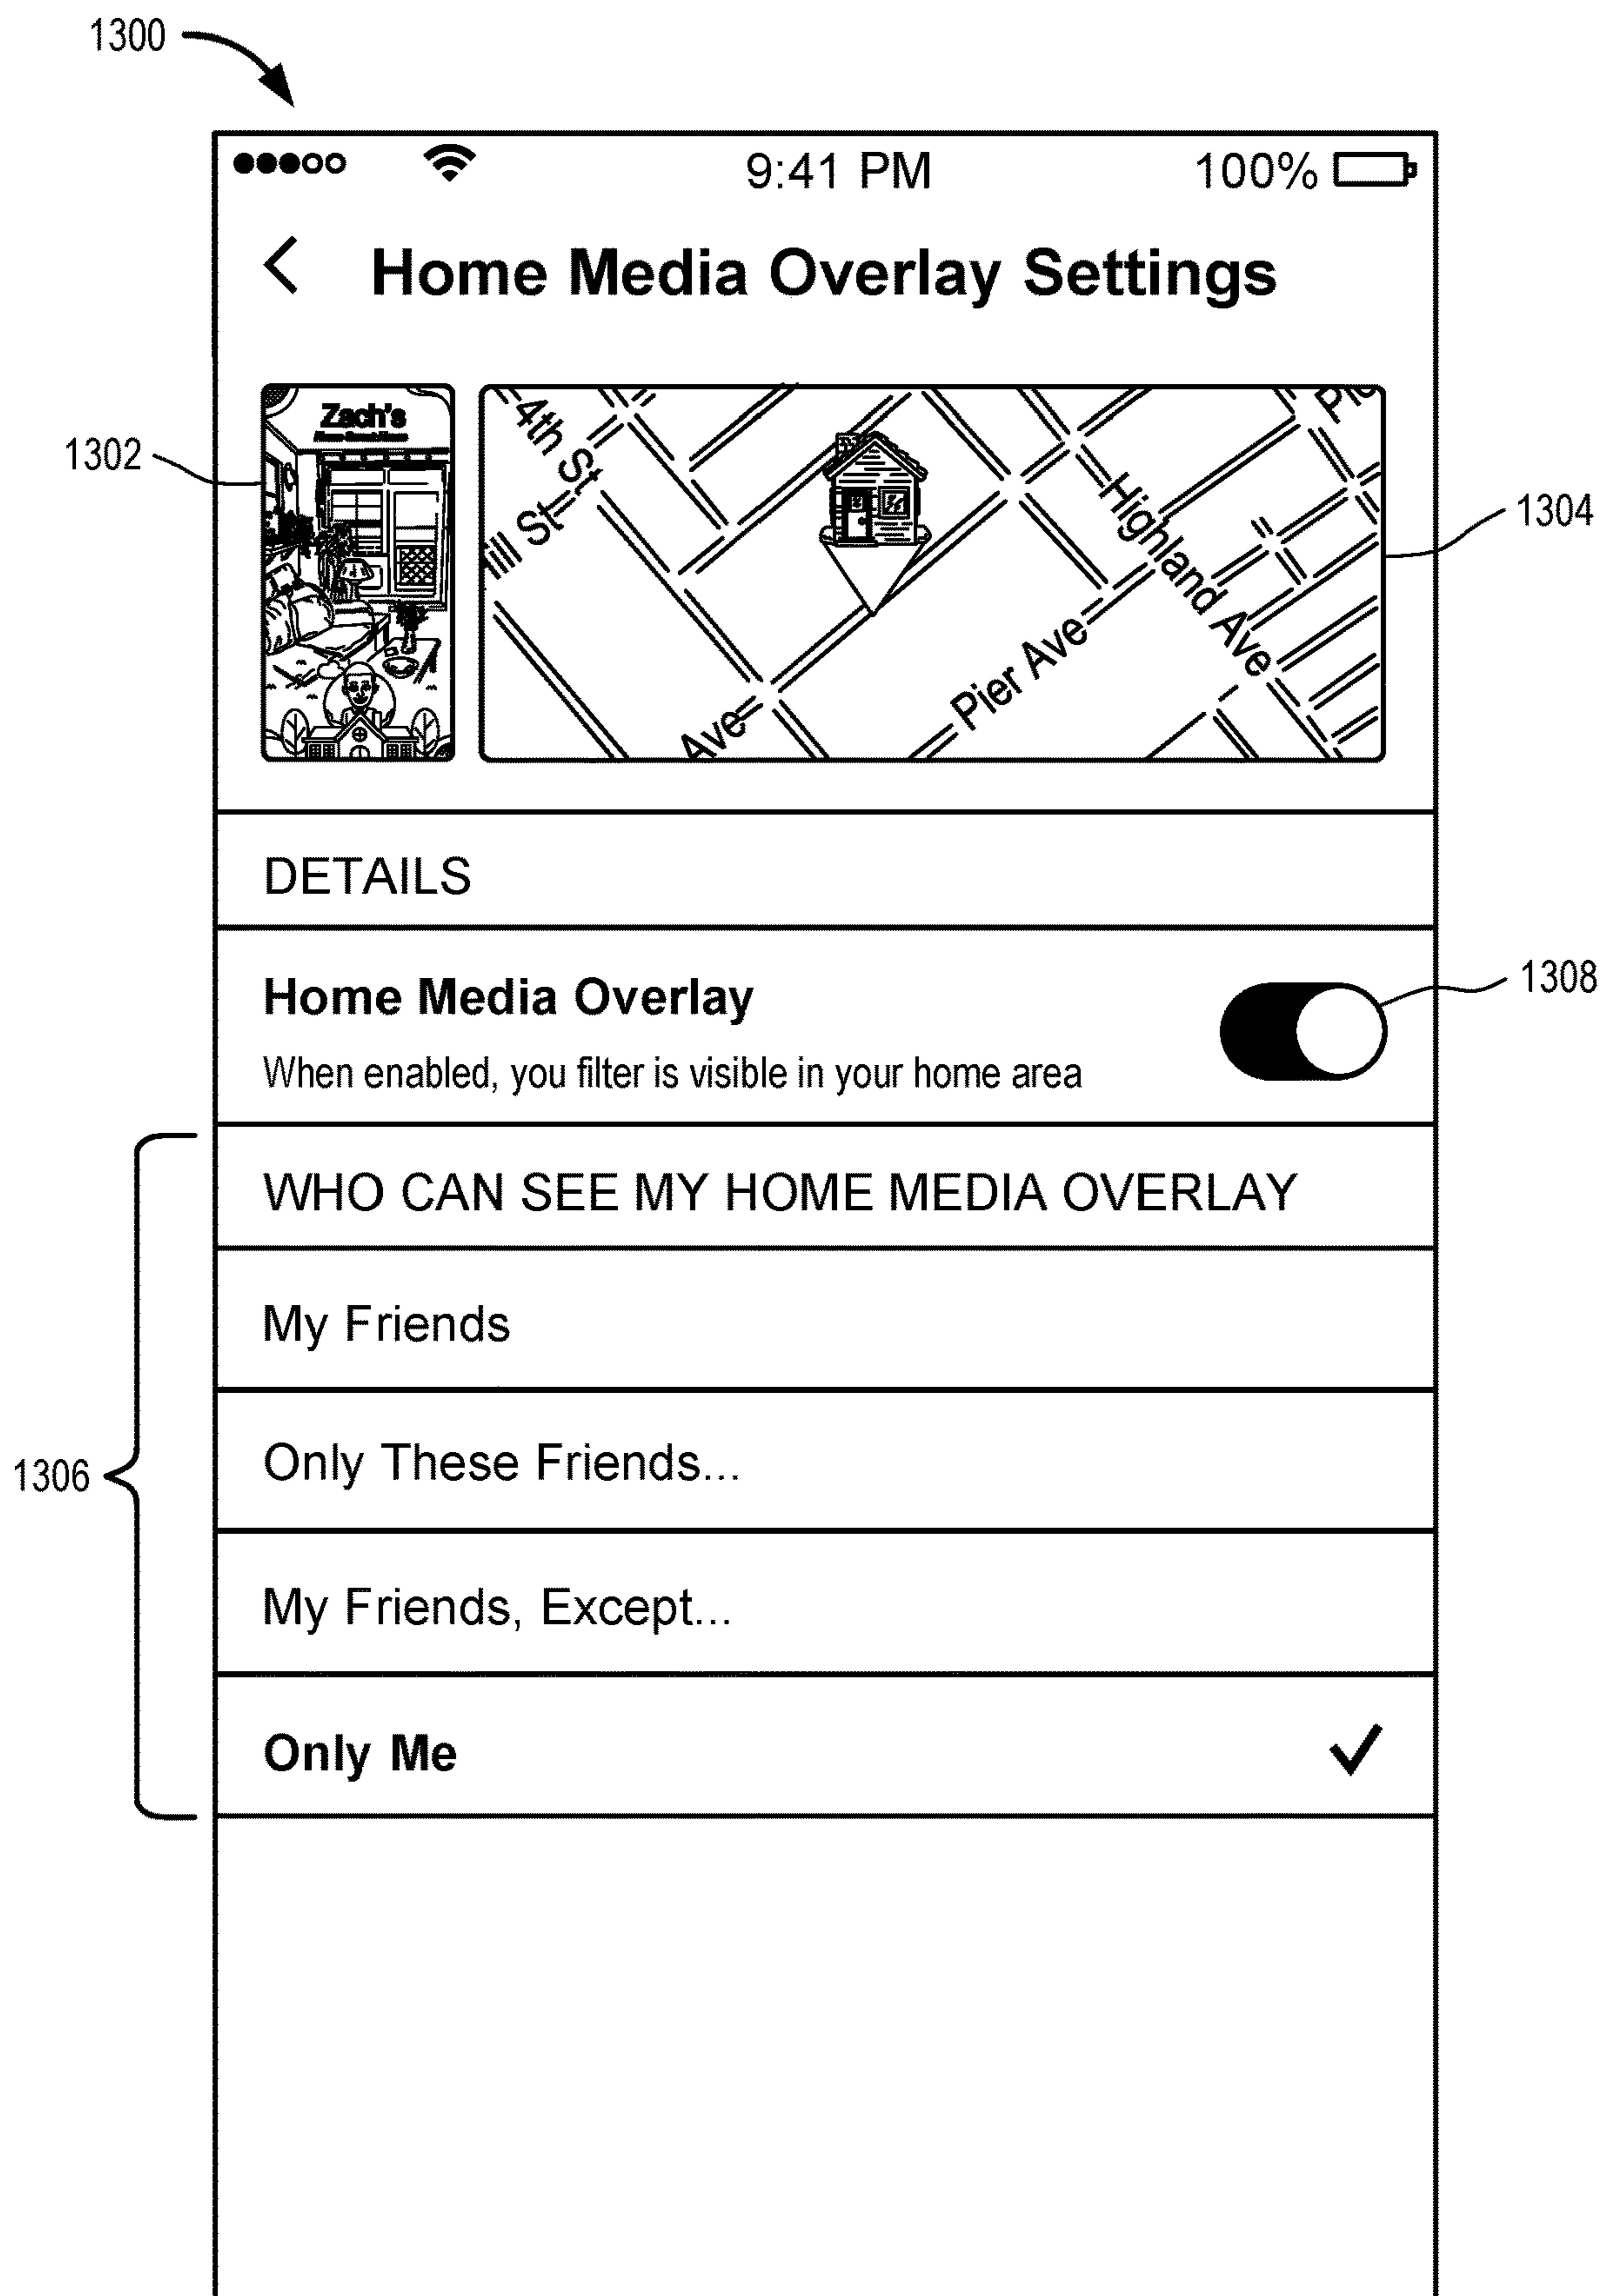 1300
9:41 PM
100%
Home Media Overlay Settings
Zach's
1302
4th St
St
Highland Ave
Pier Ave
Ave
1304
DETAILS
Home Media Overlay
1308
When enabled, you filter is visible in your home area
WHO CAN SEE MY HOME MEDIA OVERLAY
My Friends
Only These Friends...
1306
My Friends, Except...
Only Me